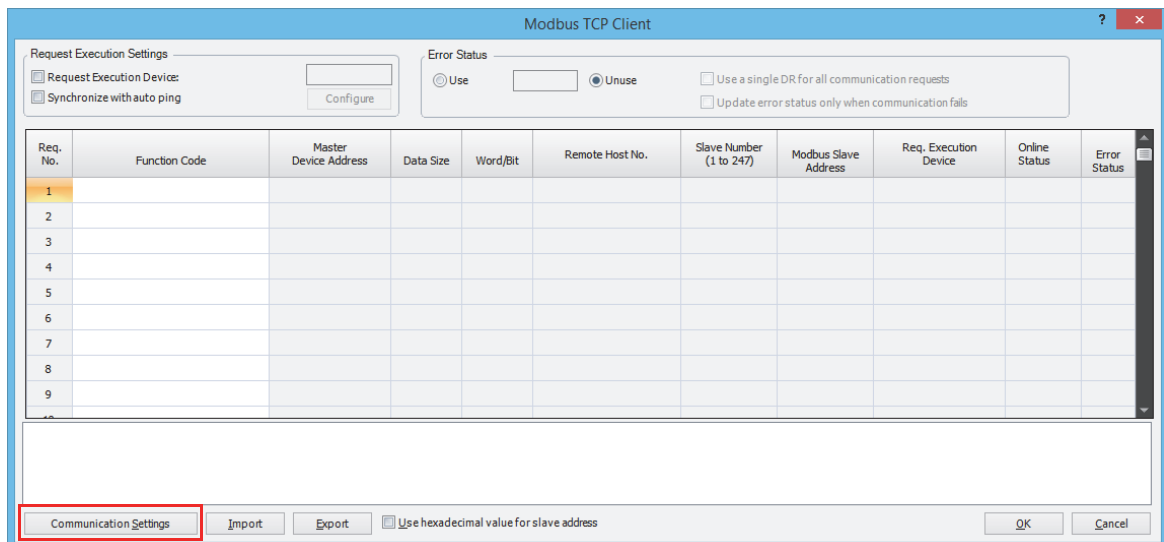 Modbus TCP Client
?
Request Execution Settings
Request Execution Device:
Synchronize with auto ping
Configure
Error Status
Use
Unuse
Use a single DR for all communication requests
Update error status only when communication fails
Req. No.
Function Code
Master Device Address
Data Size
Word/Bit
Remote Host No.
Slave Number (1 to 247)
Modbus Slave Address
Req. Execution Device
Online Status
Error Status
1
2
3
4
5
6
7
8
9
Communication Settings
Import
Export
Use hexadecimal value for slave address
OK
Cancel